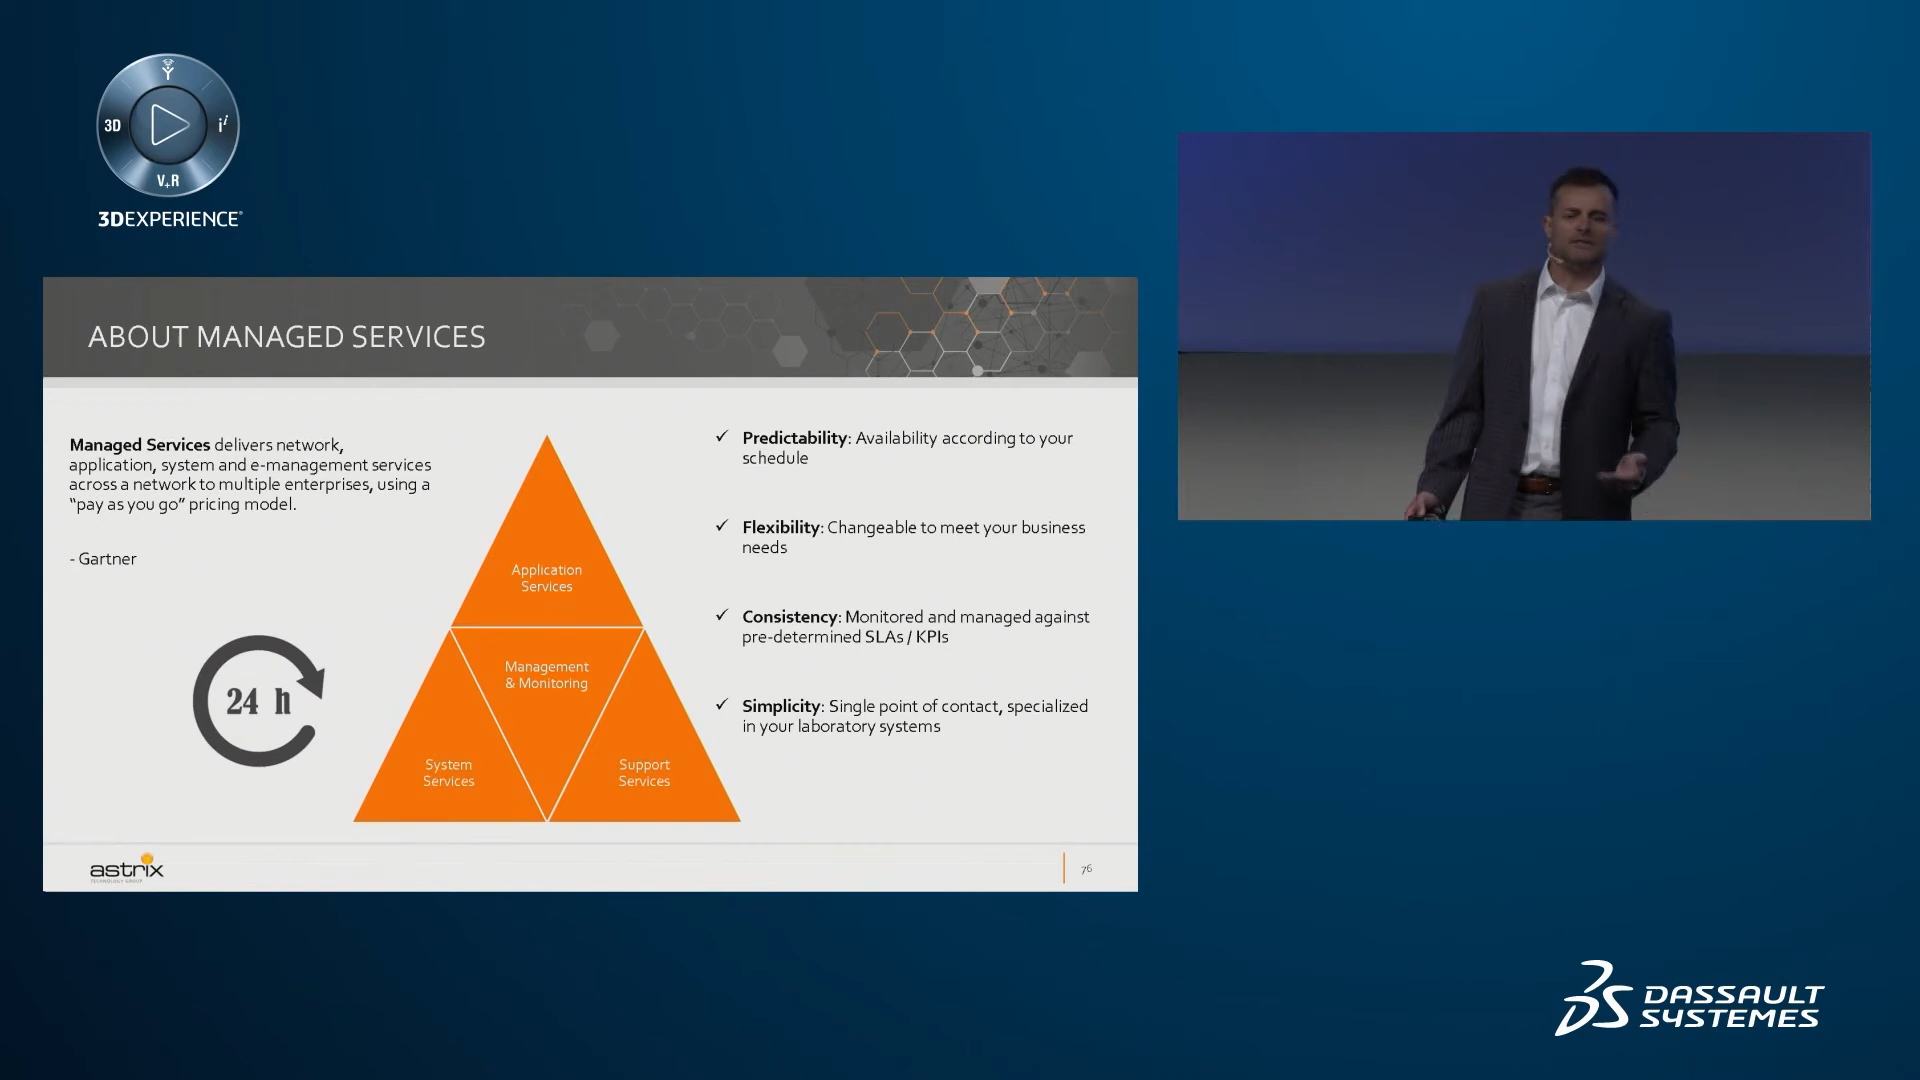 3D
i i
V+R
3DEXPERIENCE®
ABOUT MANAGED SERVICES
Managed Services delivers network,
application, system and e-management services
across a network to multiple enterprises, using a
“pay as you go” pricing model.
- Gartner
24 h
Application
Services
Management
& Monitoring
System
Services
Support
Services
✓ Predictability: Availability according to your
schedule
✓ Flexibility: Changeable to meet your business
needs
✓ Consistency: Monitored and managed against
pre-determined SLAs / KPIs
✓ Simplicity: Single point of contact, specialized
in your laboratory systems
astrix
TECHNOLOGY GROUP
76
DASSAULT
SYSTEMES